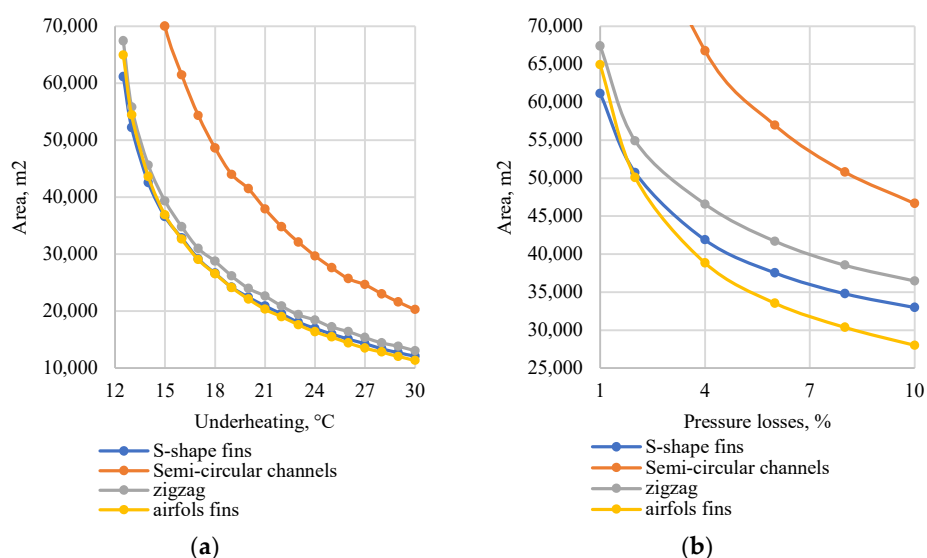 70,000
60,000
50,000
40,000
30,000
20,000
10,000
Area, m2
12 15 18 21 24 27 30
Underheating, °C
S-shape fins
Semi-circular channels
zigzag
airfols fins
(a)
70,000
65,000
60,000
55,000
50,000
45,000
40,000
35,000
30,000
25,000
Area, m2
1 4 7 10
Pressure losses, %
S-shape fins
Semi-circular channels
zigzag
airfols fins
(b)